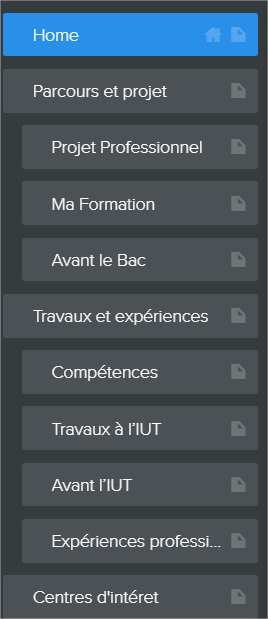 Home
Parcours et projet
Projet Professionnel
Ma Formation
Avant le Bac
Travaux et expériences
Compétences
Travaux à l'IUT
Avant l'IUT
Expériences professi...
Centres d'intéret